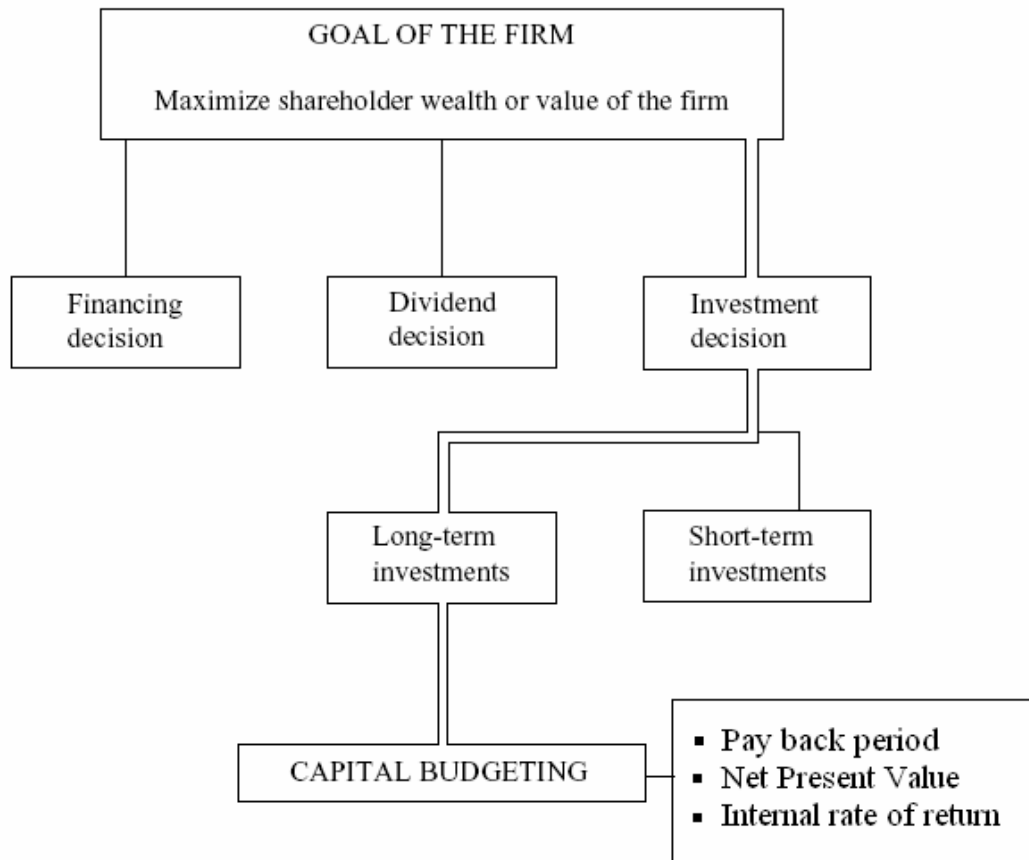 GOAL OF THE FIRM
Maximize shareholder wealth or value of the firm
Financing
decision
Dividend
decision
Investment
decision
Long-term
investments
Short-term
investments
CAPITAL BUDGETING
▪ Pay back period
▪ Net Present Value
▪ Internal rate of return